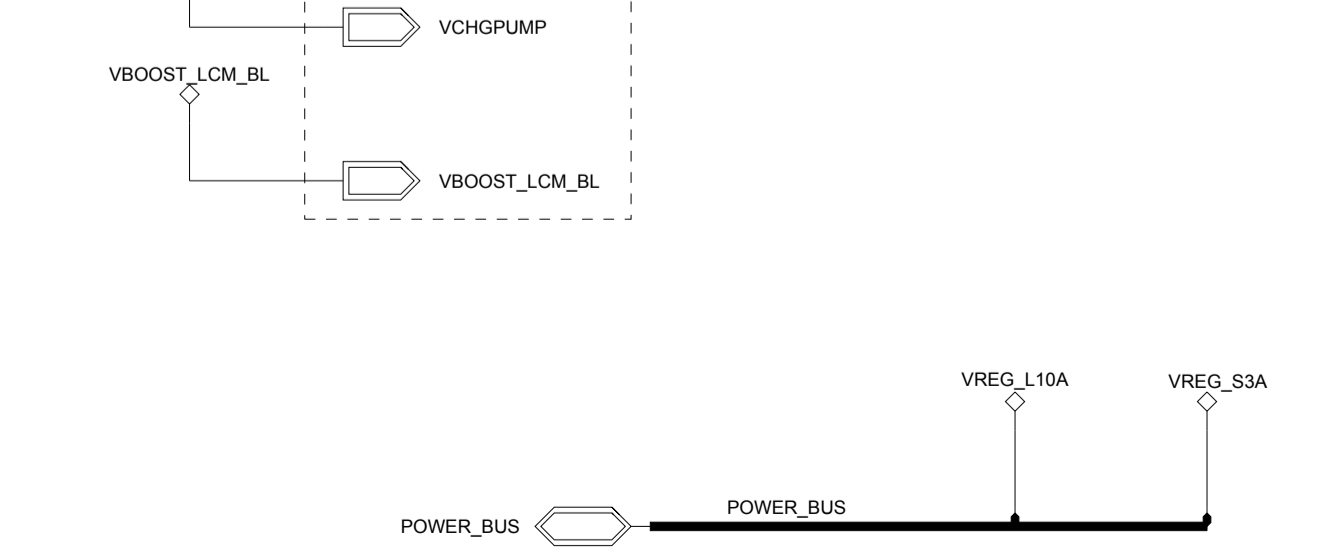 VCHGPUMP
VBOOST_LCM_BL
VBOOST_LCM_BL
VREG_L10A
VREG_S3A
POWER_BUS
POWER_BUS